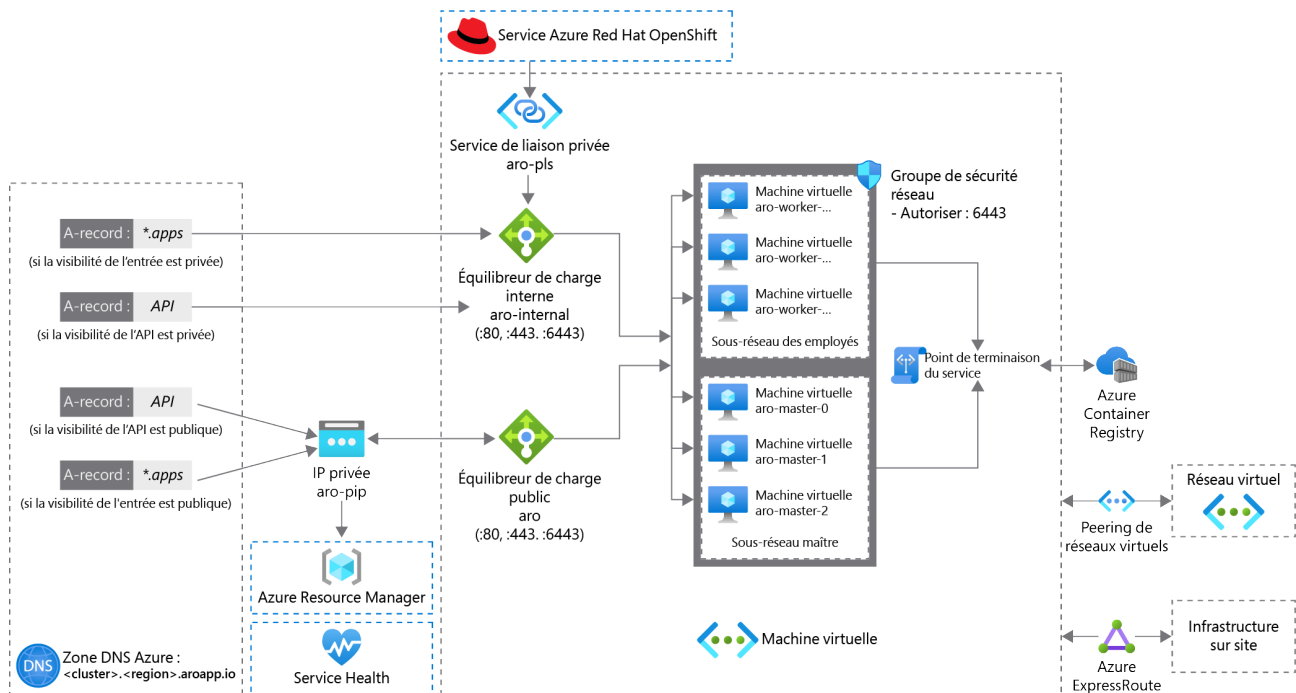 Service Azure Red Hat OpenShift
Service de liaison privée
aro-pls
A-record : *.apps
(si la visibilité de l'entrée est privée)
A-record : API
(si la visibilité de l'API est privée)
A-record : API
(si la visibilité de l'API est publique)
A-record : *.apps
(si la visibilité de l'entrée est publique)
DNS
Zone DNS Azure :
<cluster>.<region>.aroapp.io
IP privée
aro-pip
Azure Resource Manager
Service Health
Équilibreur de charge
interne
aro-internal
(:80, :443. :6443)
Équilibreur de charge
public
aro
(:80, :443. :6443)
Machine virtuelle
aro-worker-...
Machine virtuelle
aro-worker-...
Machine virtuelle
aro-worker-...
Sous-réseau des employés
Machine virtuelle
aro-master-0
Machine virtuelle
aro-master-1
Machine virtuelle
aro-master-2
Sous-réseau maître
Machine virtuelle
Groupe de sécurité
réseau
- Autoriser : 6443
Point de terminaison
du service
Azure
Container
Registry
Peering de
réseaux virtuels
Réseau virtuel
Azure
ExpressRoute
Infrastructure
sur site